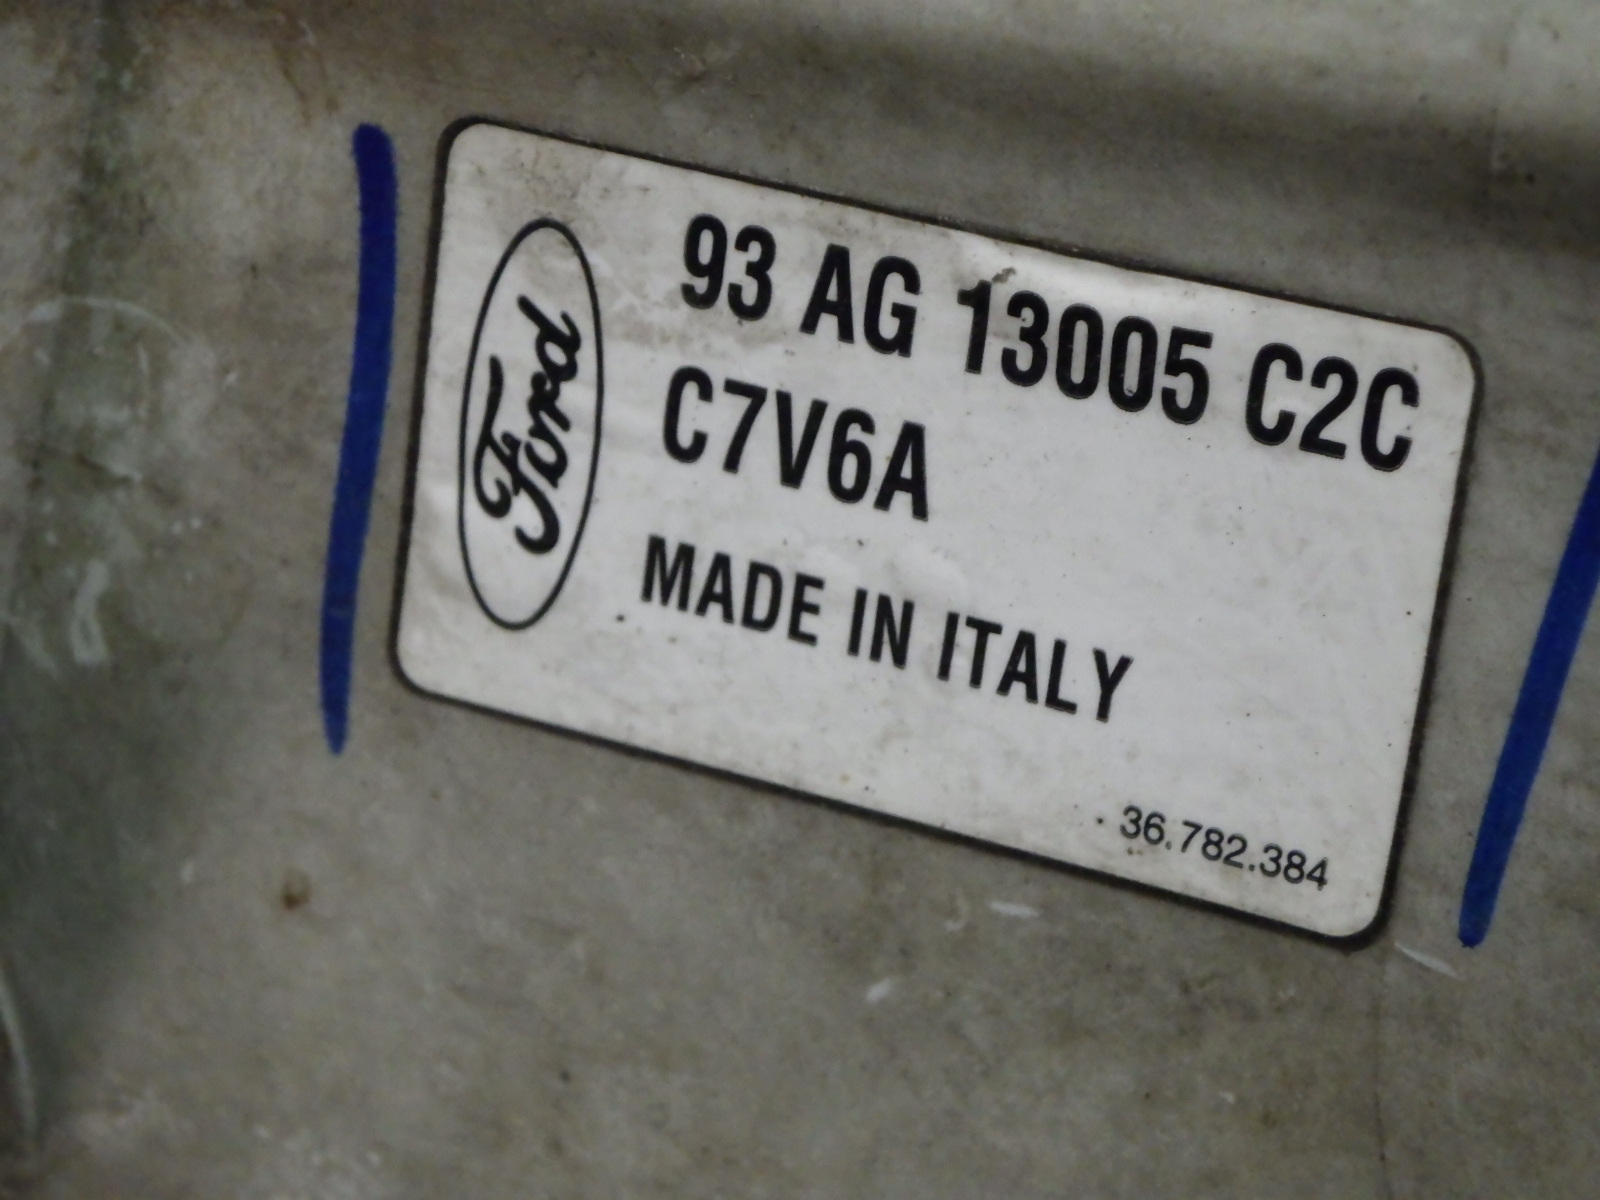 Ford
93 AG 13005 C2C
C7V6A
MADE IN ITALY
36.782.384